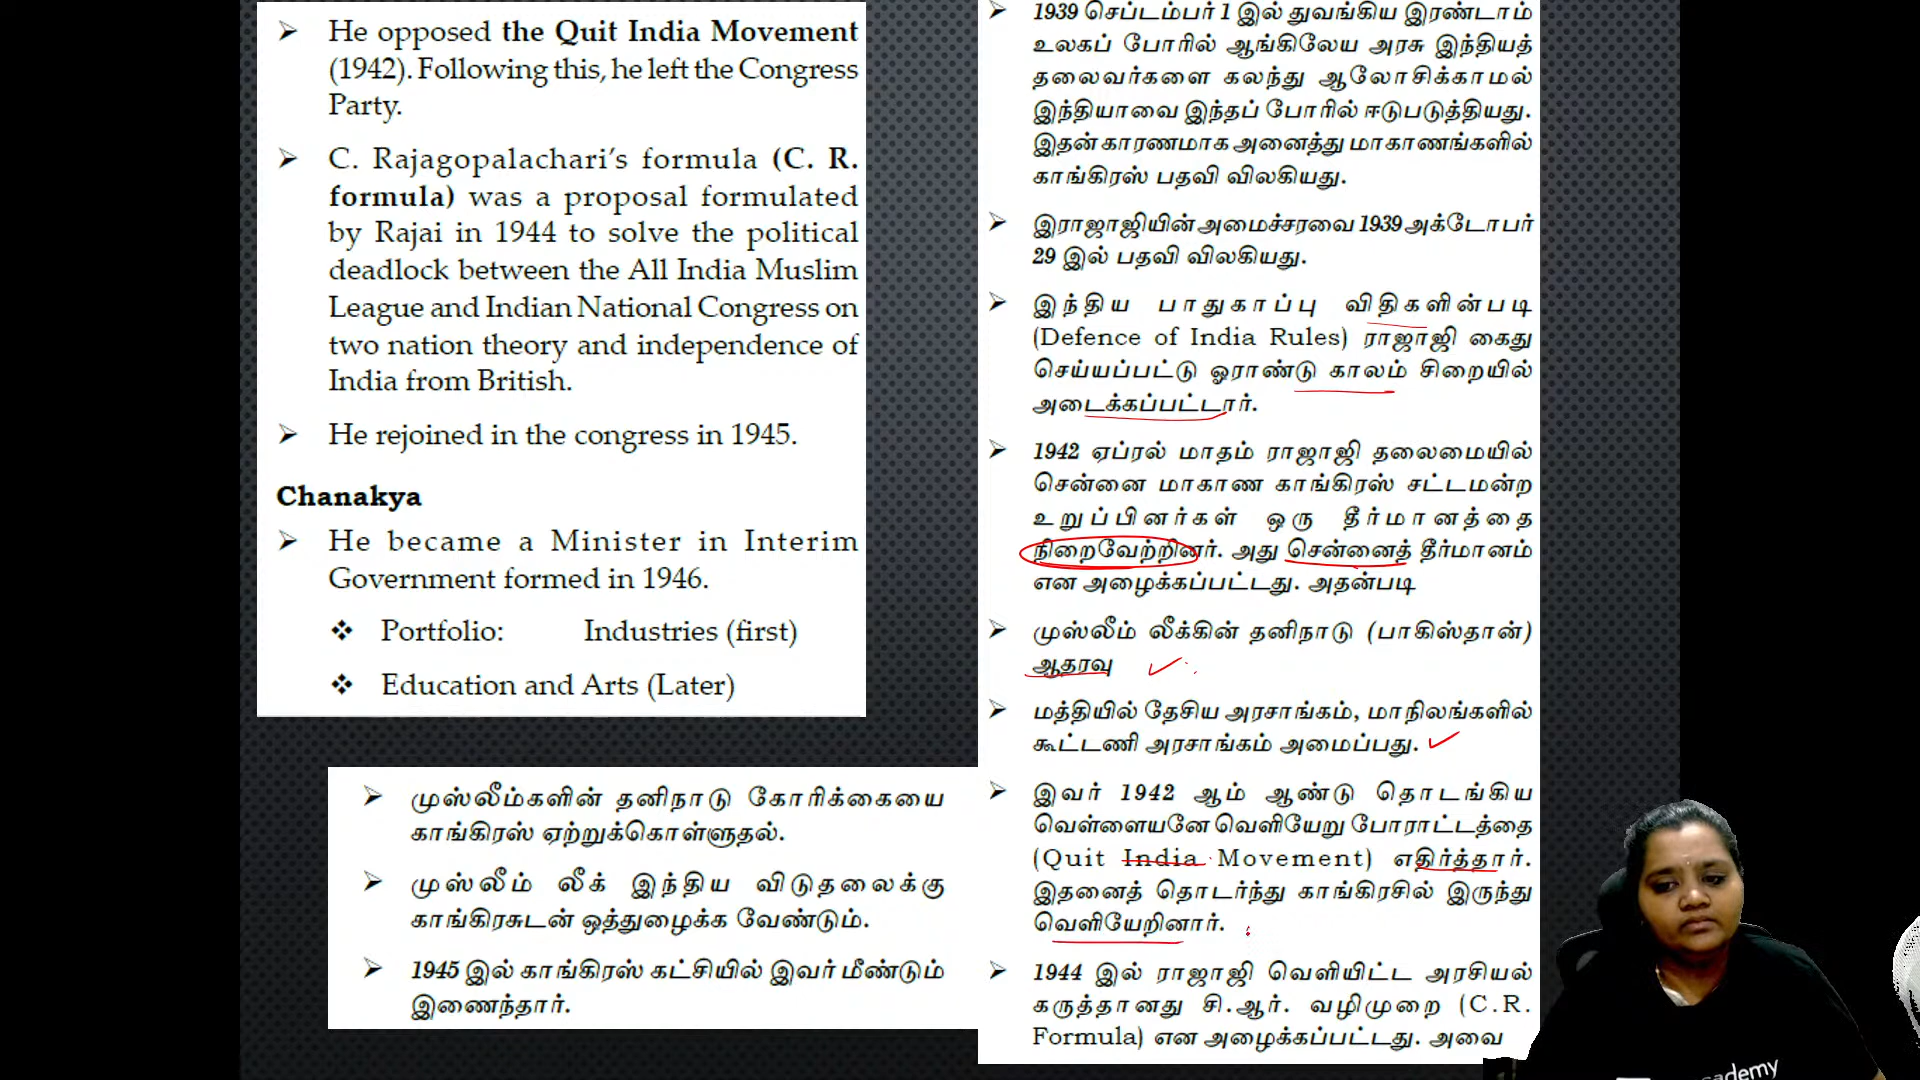 ➢ He opposed the Quit India Movement
(1942). Following this, he left the Congress
Party.
➢ C. Rajagopalachari’s formula (C. R.
formula) was a proposal formulated
by Rajai in 1944 to solve the political
deadlock between the All India Muslim
League and Indian National Congress on
two nation theory and independence of
India from British.
➢ He rejoined in the congress in 1945.
Chanakya
➢ He became a Minister in Interim
Government formed in 1946.
❖ Portfolio: Industries (first)
❖ Education and Arts (Later)
➢ முஸ்லீம்களின் தனிநாடு கோரிக்கையை
காங்கிரஸ் ஏற்றுக்கொள்ளுதல்.
➢ முஸ்லீம் லீக் இந்திய விடுதலைக்கு
காங்கிரசுடன் ஒத்துழைக்க வேண்டும்.
➢ 1945 இல் காங்கிரஸ் கட்சியில் இவர் மீண்டும்
இணைந்தார்.
➢ 1939 செப்டம்பர் 1 இல் துவங்கிய இரண்டாம்
உலகப் போரில் ஆங்கிலேய அரசு இந்தியத்
தலைவர்களை கலந்து ஆலோசிக்காமல்
இந்தியாவை இந்தப் போரில் ஈடுபடுத்தியது.
இதன் காரணமாக அனைத்து மாகாணங்களில்
காங்கிரஸ் பதவி விலகியது.
➢ இராஜாஜியின் அமைச்சரவை 1939 அக்டோபர்
29 இல் பதவி விலகியது.
➢ இந்திய பாதுகாப்பு விதிகளின்படி
(Defence of India Rules) ராஜாஜி கைது
செய்யப்பட்டு ஓராண்டு காலம் சிறையில்
அடைக்கப்பட்டார்.
➢ 1942 ஏப்ரல் மாதம் ராஜாஜி தலைமையில்
சென்னை மாகாண காங்கிரஸ் சட்டமன்ற
உறுப்பினர்கள் ஒரு தீர்மானத்தை
நிறைவேற்றினர். அது சென்னைத் தீர்மானம்
என அழைக்கப்பட்டது. அதன்படி
➢ முஸ்லீம் லீக்கின் தனிநாடு (பாகிஸ்தான்)
ஆதரவு
➢ மத்தியில் தேசிய அரசாங்கம், மாநிலங்களில்
கூட்டணி அரசாங்கம் அமைப்பது.
➢ இவர் 1942 ஆம் ஆண்டு தொடங்கிய
வெள்ளையனே வெளியேறு போராட்டத்தை
(Quit India Movement) எதிர்த்தார்.
இதனைத் தொடர்ந்து காங்கிரசில் இருந்து
வெளியேறினார்.
➢ 1944 இல் ராஜாஜி வெளியிட்ட அரசியல்
கருத்தானது சி.ஆர். வழிமுறை (C.R.
Formula) என அழைக்கப்பட்டது. அவை